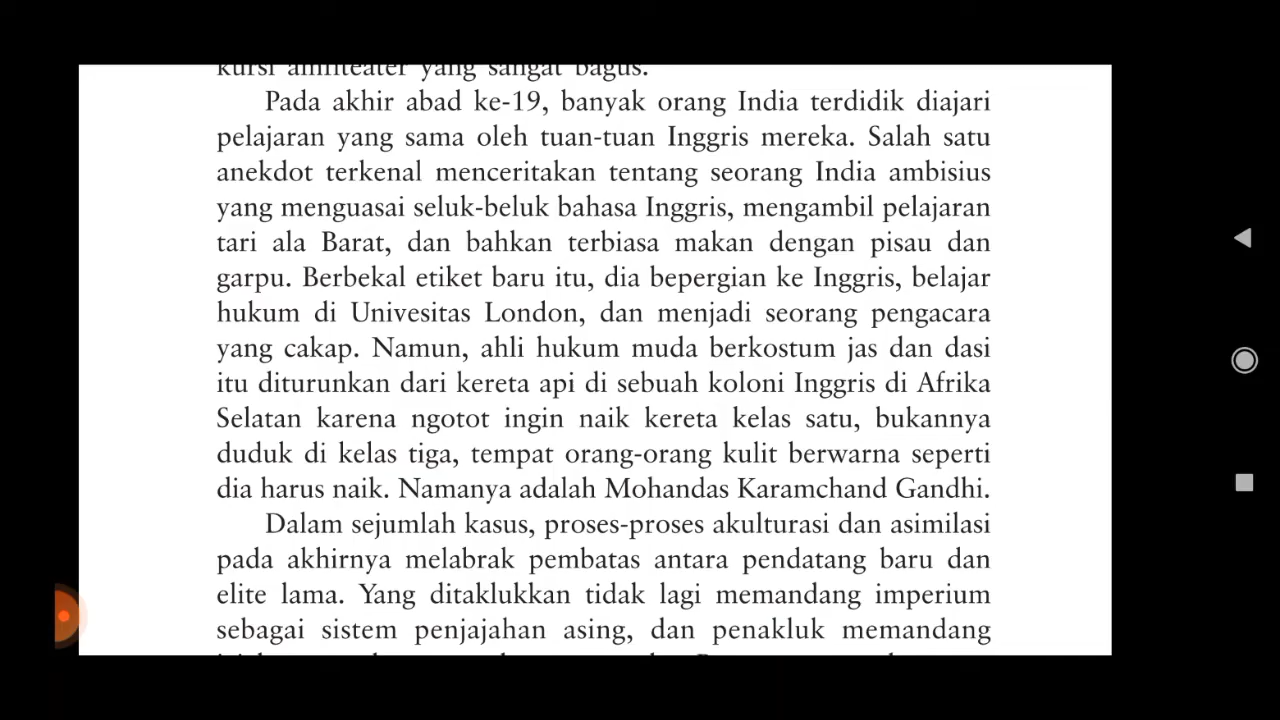 kursi amfiteater yang sangat bagus.
Pada akhir abad ke-19, banyak orang India terdidik diajari
pelajaran yang sama oleh tuan-tuan Inggris mereka. Salah satu
anekdot terkenal menceritakan tentang seorang India ambisius
yang menguasai seluk-beluk bahasa Inggris, mengambil pelajaran
tari ala Barat, dan bahkan terbiasa makan dengan pisau dan
garpu. Berbekal etiket baru itu, dia bepergian ke Inggris, belajar
hukum di Univesitas London, dan menjadi seorang pengacara
yang cakap. Namun, ahli hukum muda berkostum jas dan dasi
itu diturunkan dari kereta api di sebuah koloni Inggris di Afrika
Selatan karena ngotot ingin naik kereta kelas satu, bukannya
duduk di kelas tiga, tempat orang-orang kulit berwarna seperti
dia harus naik. Namanya adalah Mohandas Karamchand Gandhi.
Dalam sejumlah kasus, proses-proses akulturasi dan asimilasi
pada akhirnya melabrak pembatas antara pendatang baru dan
elite lama. Yang ditaklukkan tidak lagi memandang imperium
sebagai sistem penjajahan asing, dan penakluk memandang